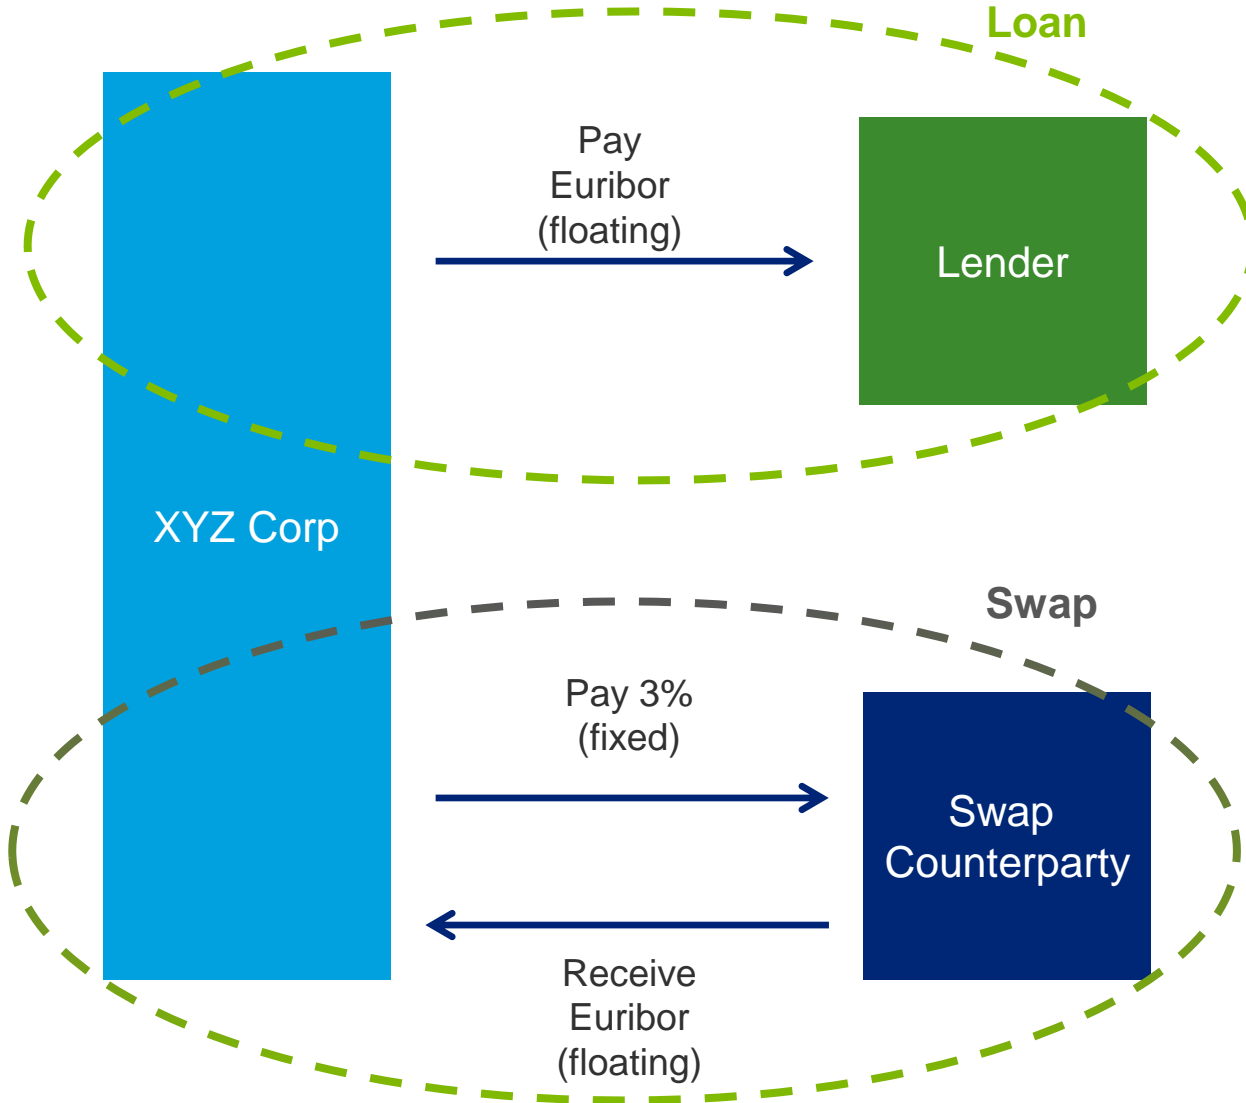 Loan
Pay
Euribor
(floating)
Lender
XYZ Corp
Swap
Pay 3%
(fixed)
Swap
Counterparty
Receive
Euribor
(floating)